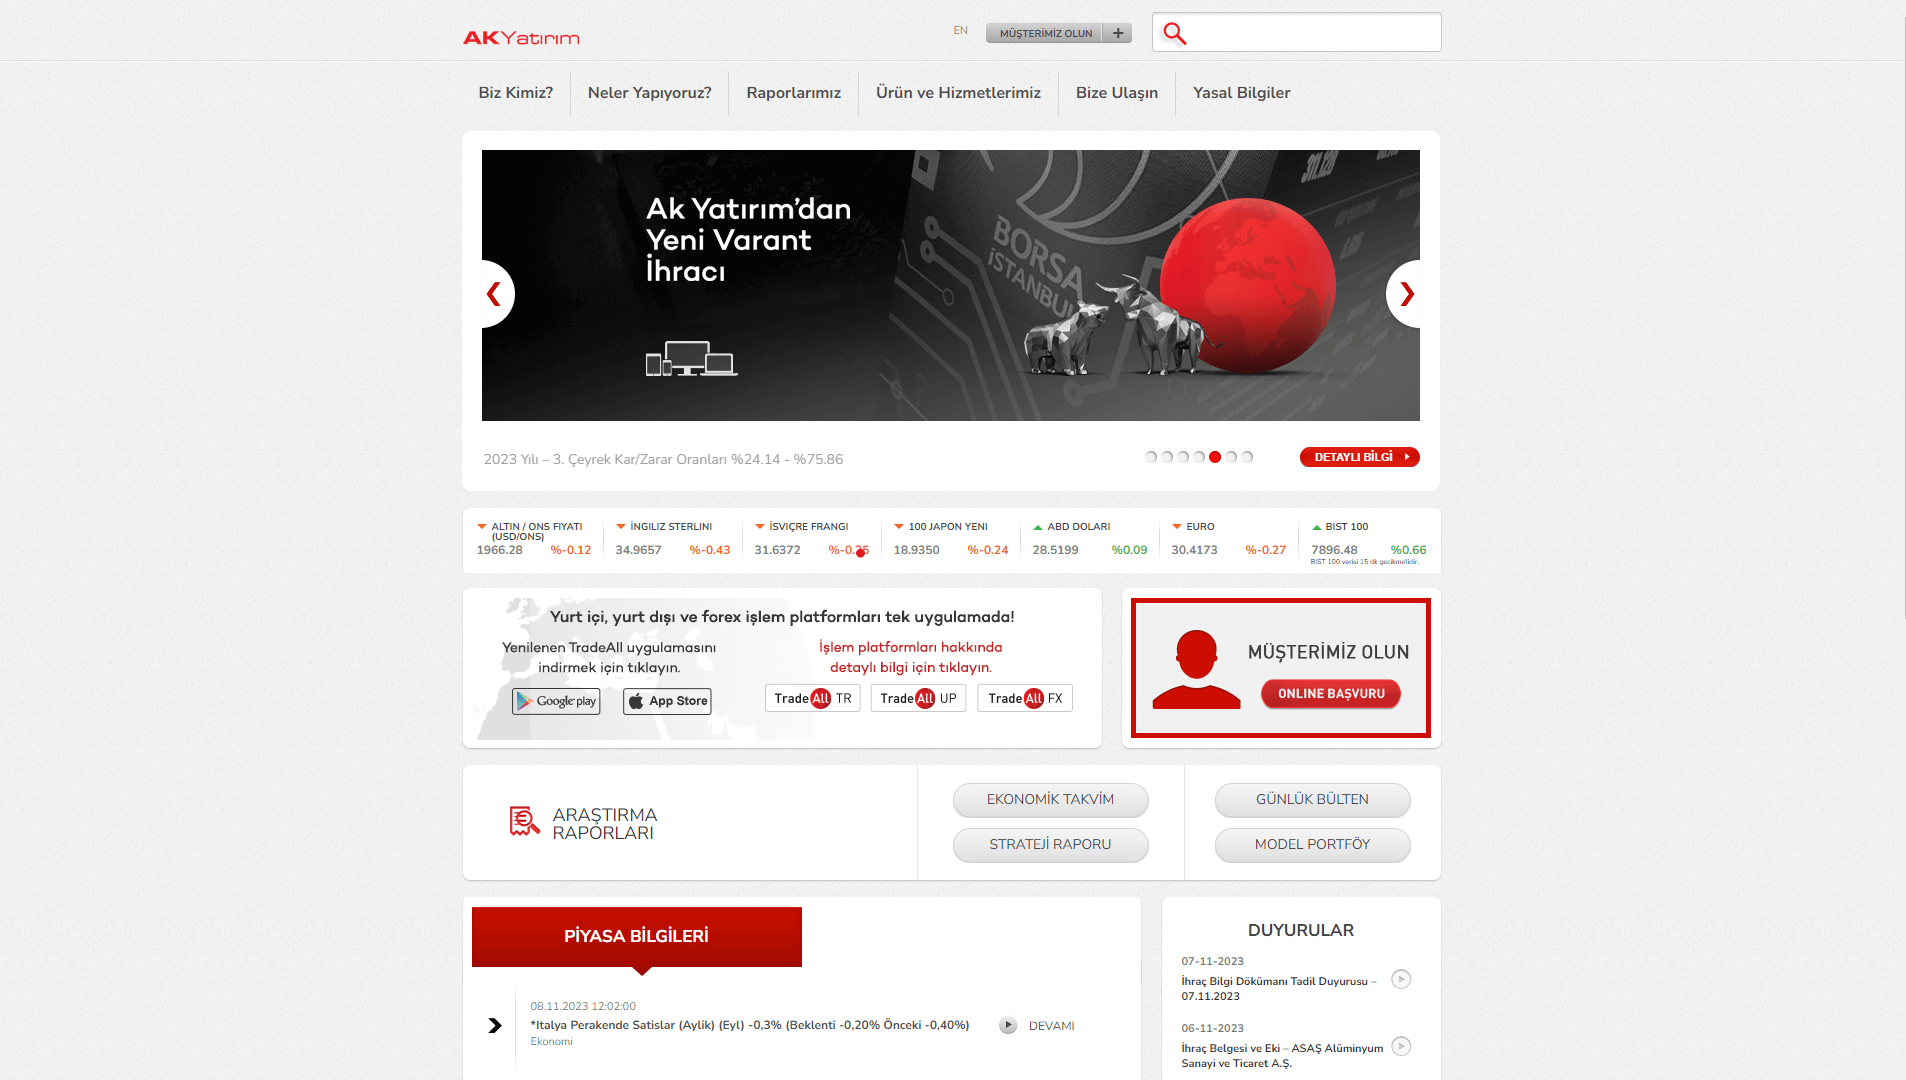 AKYatırım
EN
MÜŞTERİMİZ OLUN
Biz Kimiz?
Neler Yapıyoruz?
Raporlarımız
Ürün ve Hizmetlerimiz
Bize Ulaşın
Yasal Bilgiler
Ak Yatırım'dan
Yeni Varant
İhracı
BORSA
İSTANBUL
2023 Yılı – 3. Çeyrek Kar/Zarar Oranları %24.14 - %75.86
DETAYLI BİLGİ
ALTIN / ONS FIYATI
(USD/ONS)
1966.28 %-0.12
İNGILIZ STERLINI
34.9657 %-0.43
İSVIÇRE FRANGI
31.6372
100 JAPON YENI
18.9350 %-0.24
ABD DOLARI
28.5199 %0.09
EURO
30.4173 %-0.27
BIST 100
7896.48 %0.66
BIST 100 verisi 15 dk gecikmelidir.
Yurt içi, yurt dışı ve forex işlem platformları tek uygulamada!
Yenilenen TradeAll uygulamasını
indirmek için tıklayın.
Google play
App Store
İşlem platformları hakkında
detaylı bilgi için tıklayın.
Trade All TR
Trade All UP
Trade All FX
MÜŞTERİMİZ OLUN
ONLINE BAŞVURU
ARAŞTIRMA
RAPORLARI
EKONOMİK TAKVİM
STRATEJİ RAPORU
GÜNLÜK BÜLTEN
MODEL PORTFÖY
PİYASA BİLGİLERİ
08.11.2023 12:02:00
*Italya Perakende Satislar (Aylik) (Eyl) -0,3% (Beklenti -0,20% Önceki -0,40%)
Ekonomi
DEVAMI
DUYURULAR
07-11-2023
İhraç Bilgi Dökümanı Tadil Duyurusu –
07.11.2023
06-11-2023
İhraç Belgesi ve Eki – ASAŞ Alüminyum
Sanayi ve Ticaret A.Ş.